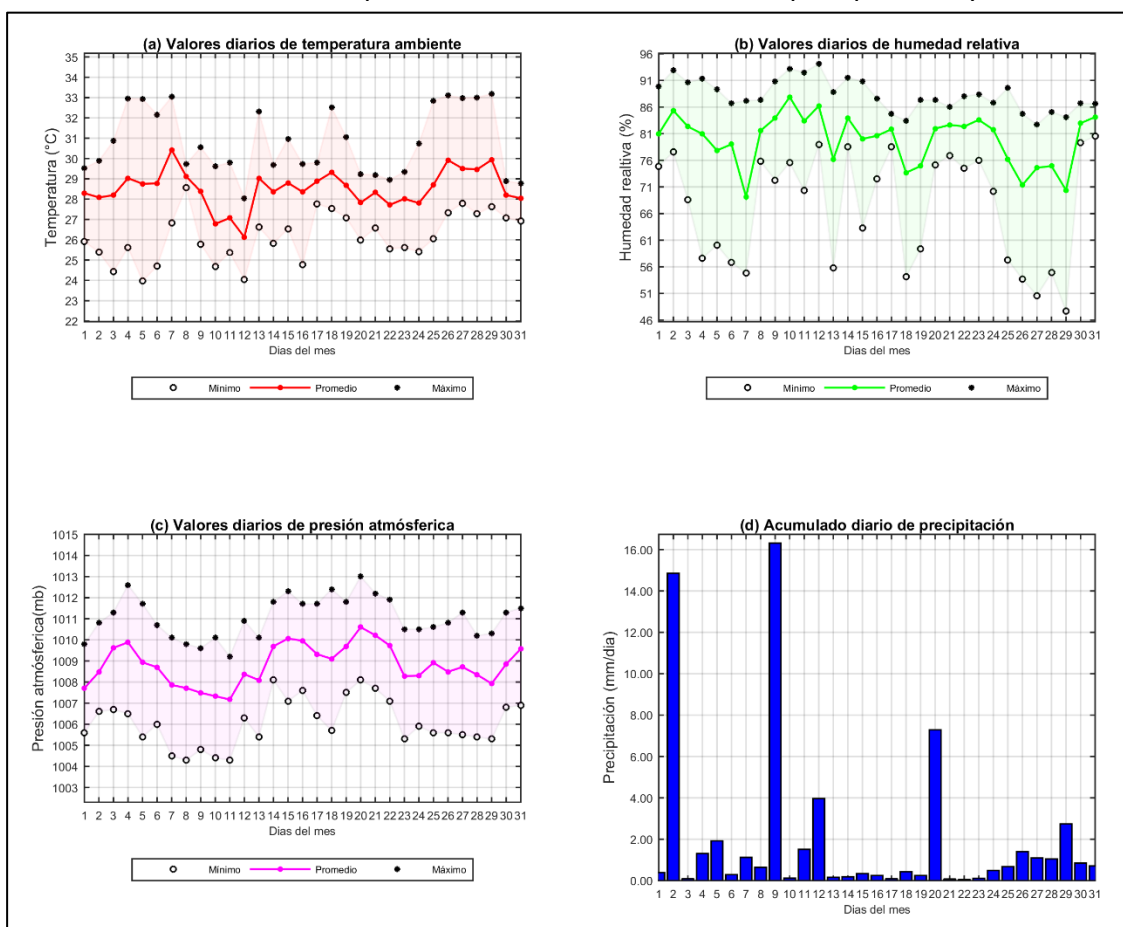 (a) Valores diarios de temperatura ambiente
35
34
33
32
31
30
29
28
27
26
25
24
23
22
Temperatura (°C)
1 2 3 4 5 6 7 8 9 10 11 12 13 14 15 16 17 18 19 20 21 22 23 24 25 26 27 28 29 30 31
Dias del mes
Mínimo Promedio Máximo
(b) Valores diarios de humedad relativa
96
91
86
81
76
71
66
61
56
51
46
Humedad realitiva (%)
1 2 3 4 5 6 7 8 9 10 11 12 13 14 15 16 17 18 19 20 21 22 23 24 25 26 27 28 29 30 31
Dias del mes
Mínimo Promedio Máximo
(c) Valores diarios de presión atmósferica
1015
1014
1013
1012
1011
1010
1009
1008
1007
1006
1005
1004
1003
Presión atmósferica(mb)
1 2 3 4 5 6 7 8 9 10 11 12 13 14 15 16 17 18 19 20 21 22 23 24 25 26 27 28 29 30 31
Dias del mes
Mínimo Promedio Máximo
(d) Acumulado diario de precipitación
16.00
14.00
12.00
10.00
8.00
6.00
4.00
2.00
0.00
Precipitación (mm/dia)
1 2 3 4 5 6 7 8 9 10 11 12 13 14 15 16 17 18 19 20 21 22 23 24 25 26 27 28 29 30 31
Dias del mes